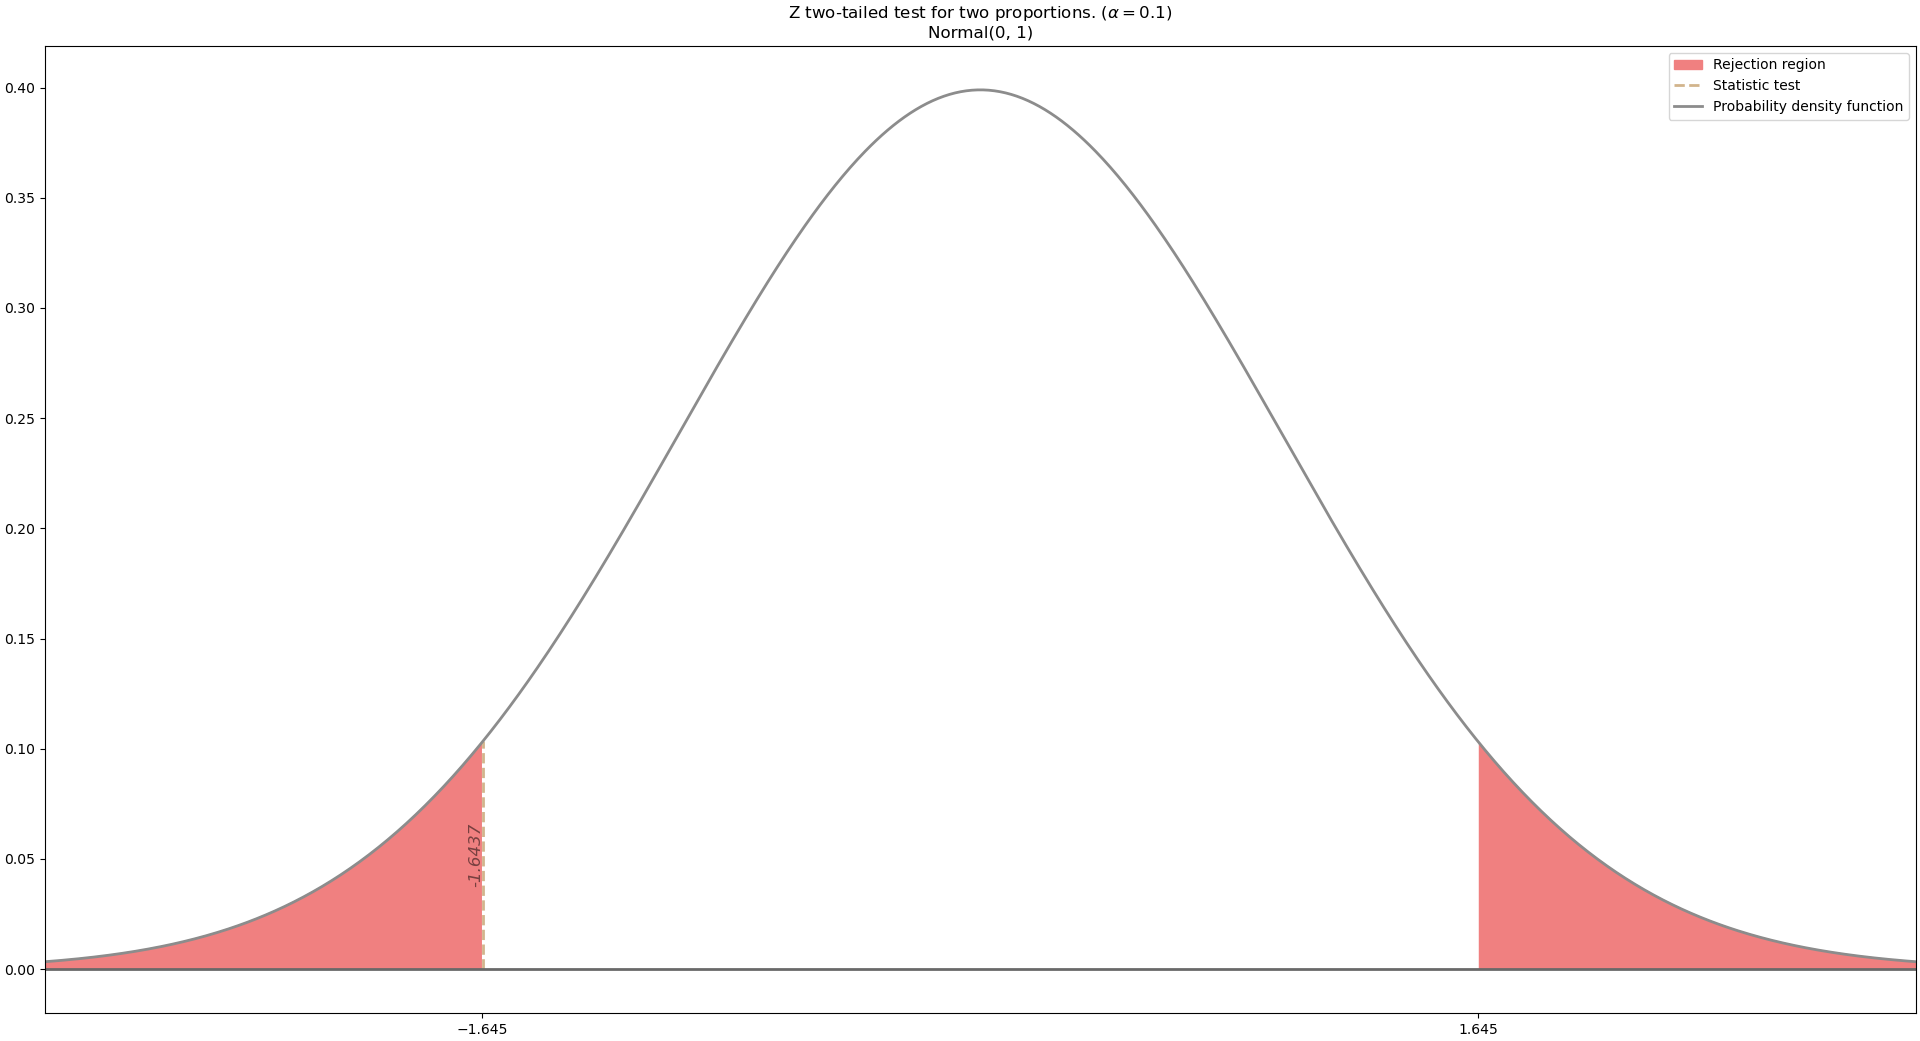 Z two-tailed test for two proportions. (α = 0.1)
Normal(0, 1)
Rejection region
Statistic test
Probability density function
0.40
0.35
0.30
0.25
0.20
0.15
0.10
0.05
0.00
-1.6437
−1.645
1.645